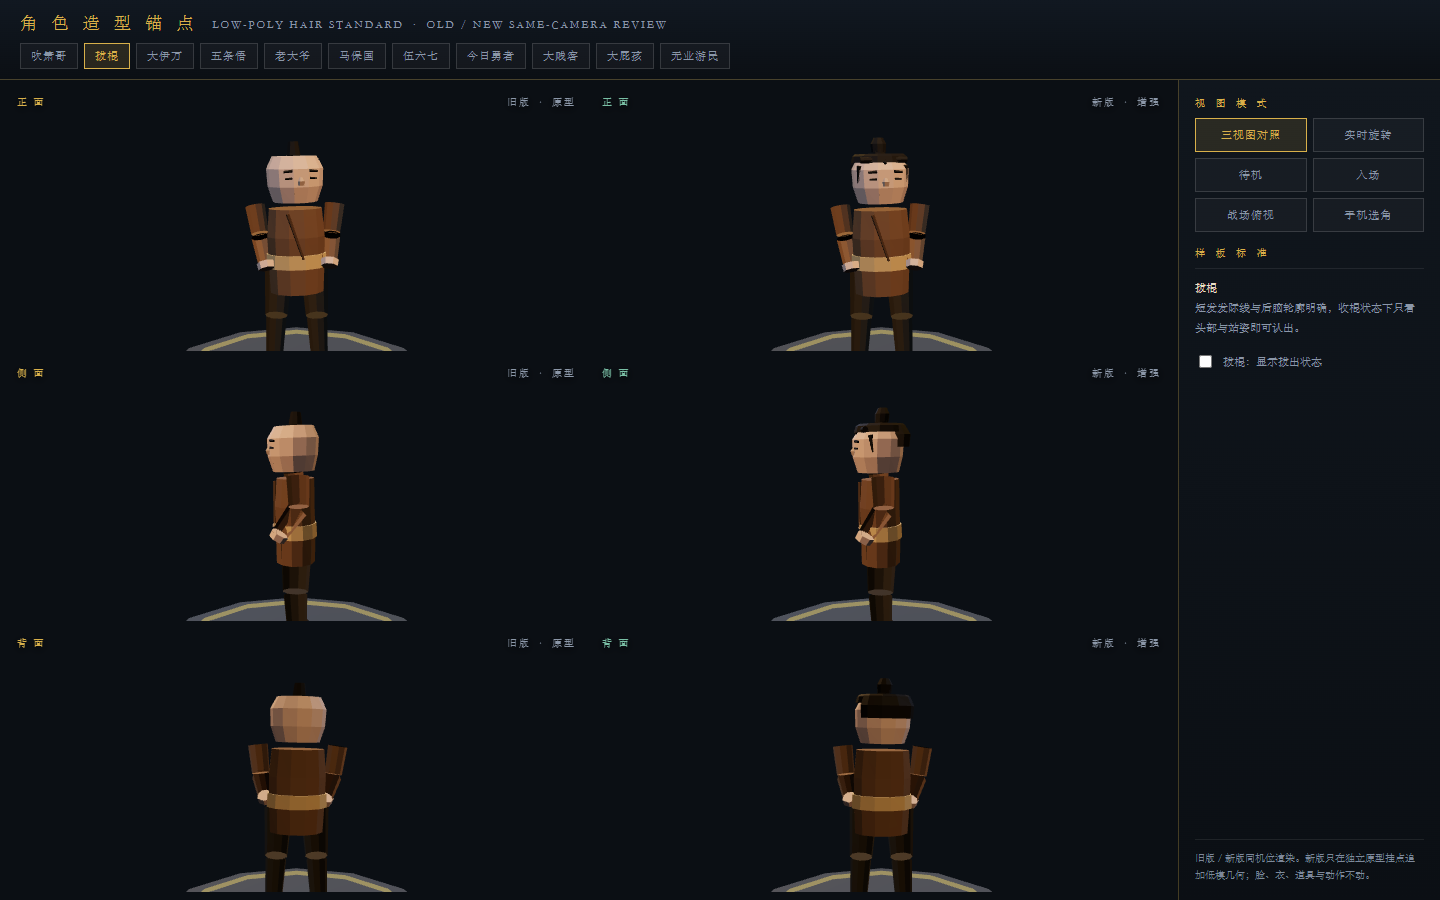 角色造型锚点 LOW-POLY HAIR STANDARD · OLD / NEW SAME-CAMERA REVIEW
吹箫哥 拔棍 大伊万 五条悟 老大爷 马保国 伍六七 今日勇者 大贱客 大屁孩 无业游民
正面 旧版 · 原型 正面 新版 · 增强
视图模式
三视图对照 实时旋转
待机 入场
战场俯视 手机选角
样板标准
拔棍
短发发际线与后脑轮廓明确，收棍状态下只看
头部与站姿即可认出。
拔棍：显示拔出状态
侧面 旧版 · 原型 侧面 新版 · 增强
背面 旧版 · 原型 背面 新版 · 增强
旧版 / 新版同机位渲染。新版只在独立原型挂点追
加低模几何；脸、衣、道具与动作不动。